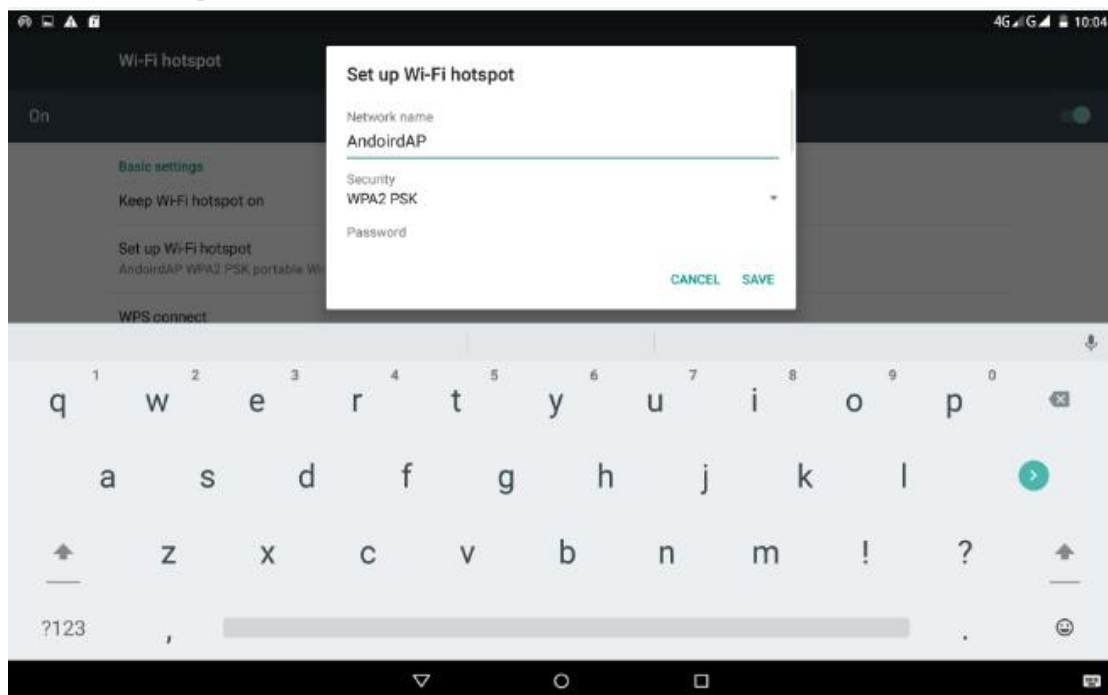 4G G 10:04
Wi-Fi hotspot
On
Basic settings
Keep Wi-Fi hotspot on
Set up Wi-Fi hotspot
AndoirdAP WPA2 PSK portable Wi
WPS connect
Set up Wi-Fi hotspot
Network name
AndoirdAP
Security
WPA2 PSK
Password
CANCEL SAVE
1 2 3 4 5 6 7 8 9 0
q w e r t y u i o p
a s d f g h j k l
z x c v b n m ! ?
?123 , .